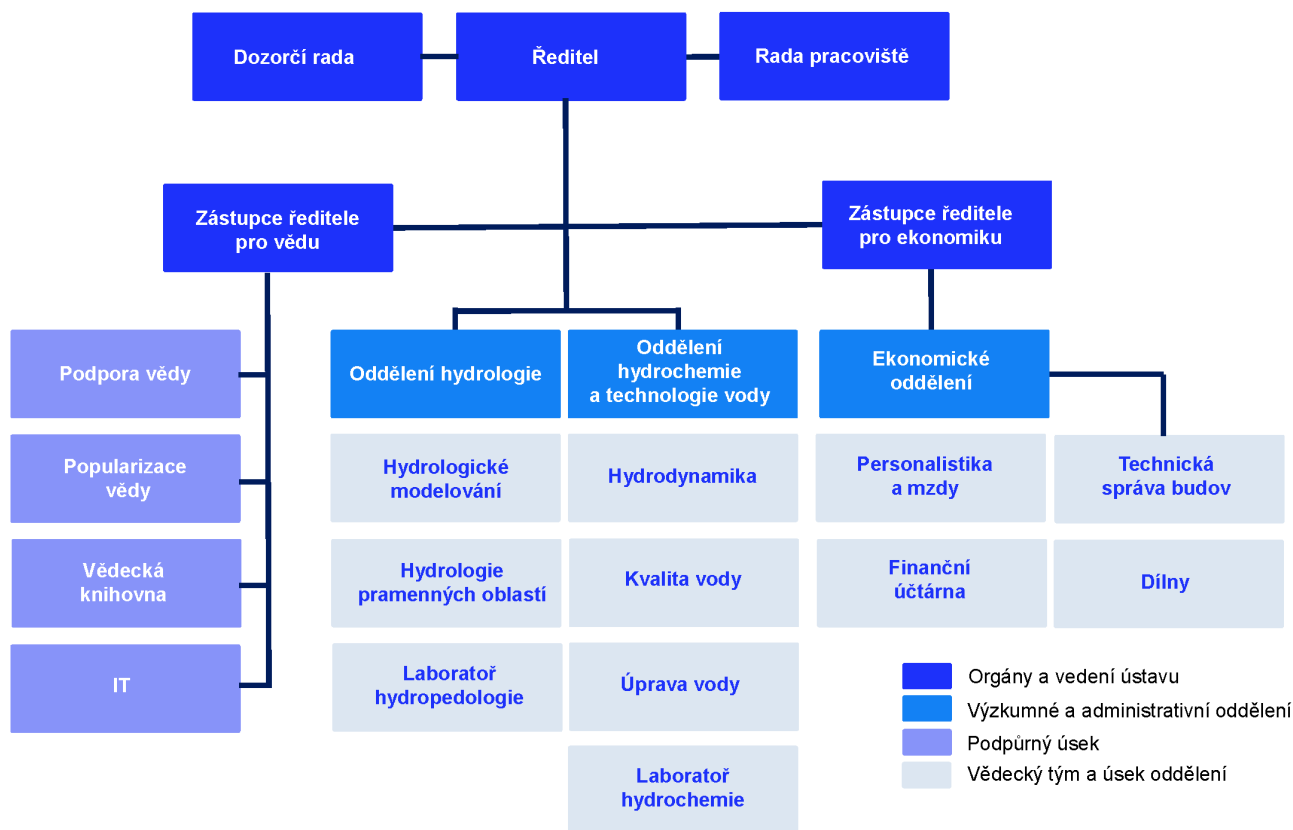 Dozorčí rada
Ředitel
Rada pracoviště
Zástupce ředitele
pro vědu
Zástupce ředitele
pro ekonomiku
Podpora vědy
Oddělení hydrologie
Oddělení
hydrochemie
a technologie vody
Ekonomické
oddělení
Popularizace
vědy
Hydrologické
modelování
Hydrodynamika
Personalistika
a mzdy
Technická
správa budov
Vědecká
knihovna
Hydrologie
pramenných oblastí
Kvalita vody
Finanční
účtárna
Dílny
IT
Laboratoř
hydropedologie
Úprava vody
Laboratoř
hydrochemie
Orgány a vedení ústavu
Výzkumné a administrativní oddělení
Podpůrný úsek
Vědecký tým a úsek oddělení